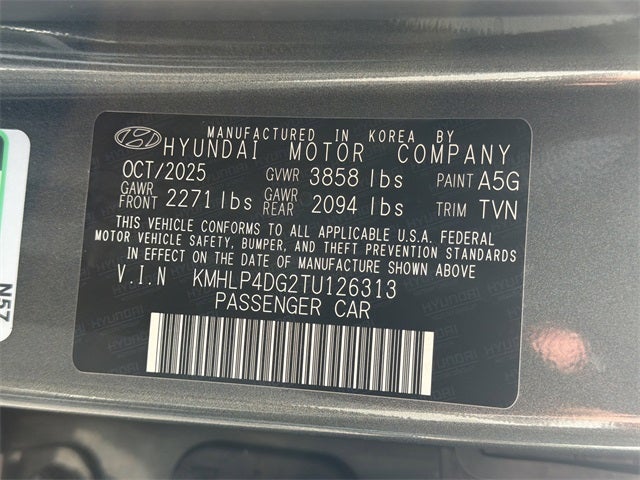 MANUFACTURED IN KOREA BY
HYUNDAI MOTOR COMPANY
OCT/2025 GVWR 3858 lbs PAINT A5G
GAWR FRONT 2271 lbs GAWR REAR 2094 lbs TRIM TVN
THIS VEHICLE CONFORMS TO ALL APPLICABLE U.S.A. FEDERAL
MOTOR VEHICLE SAFETY, BUMPER, AND THEFT PREVENTION STANDARDS
IN EFFECT ON THE DATE OF MANUFACTURE SHOWN ABOVE
V.I.N KMHLP4DG2TU126313
PASSENGER CAR
N57